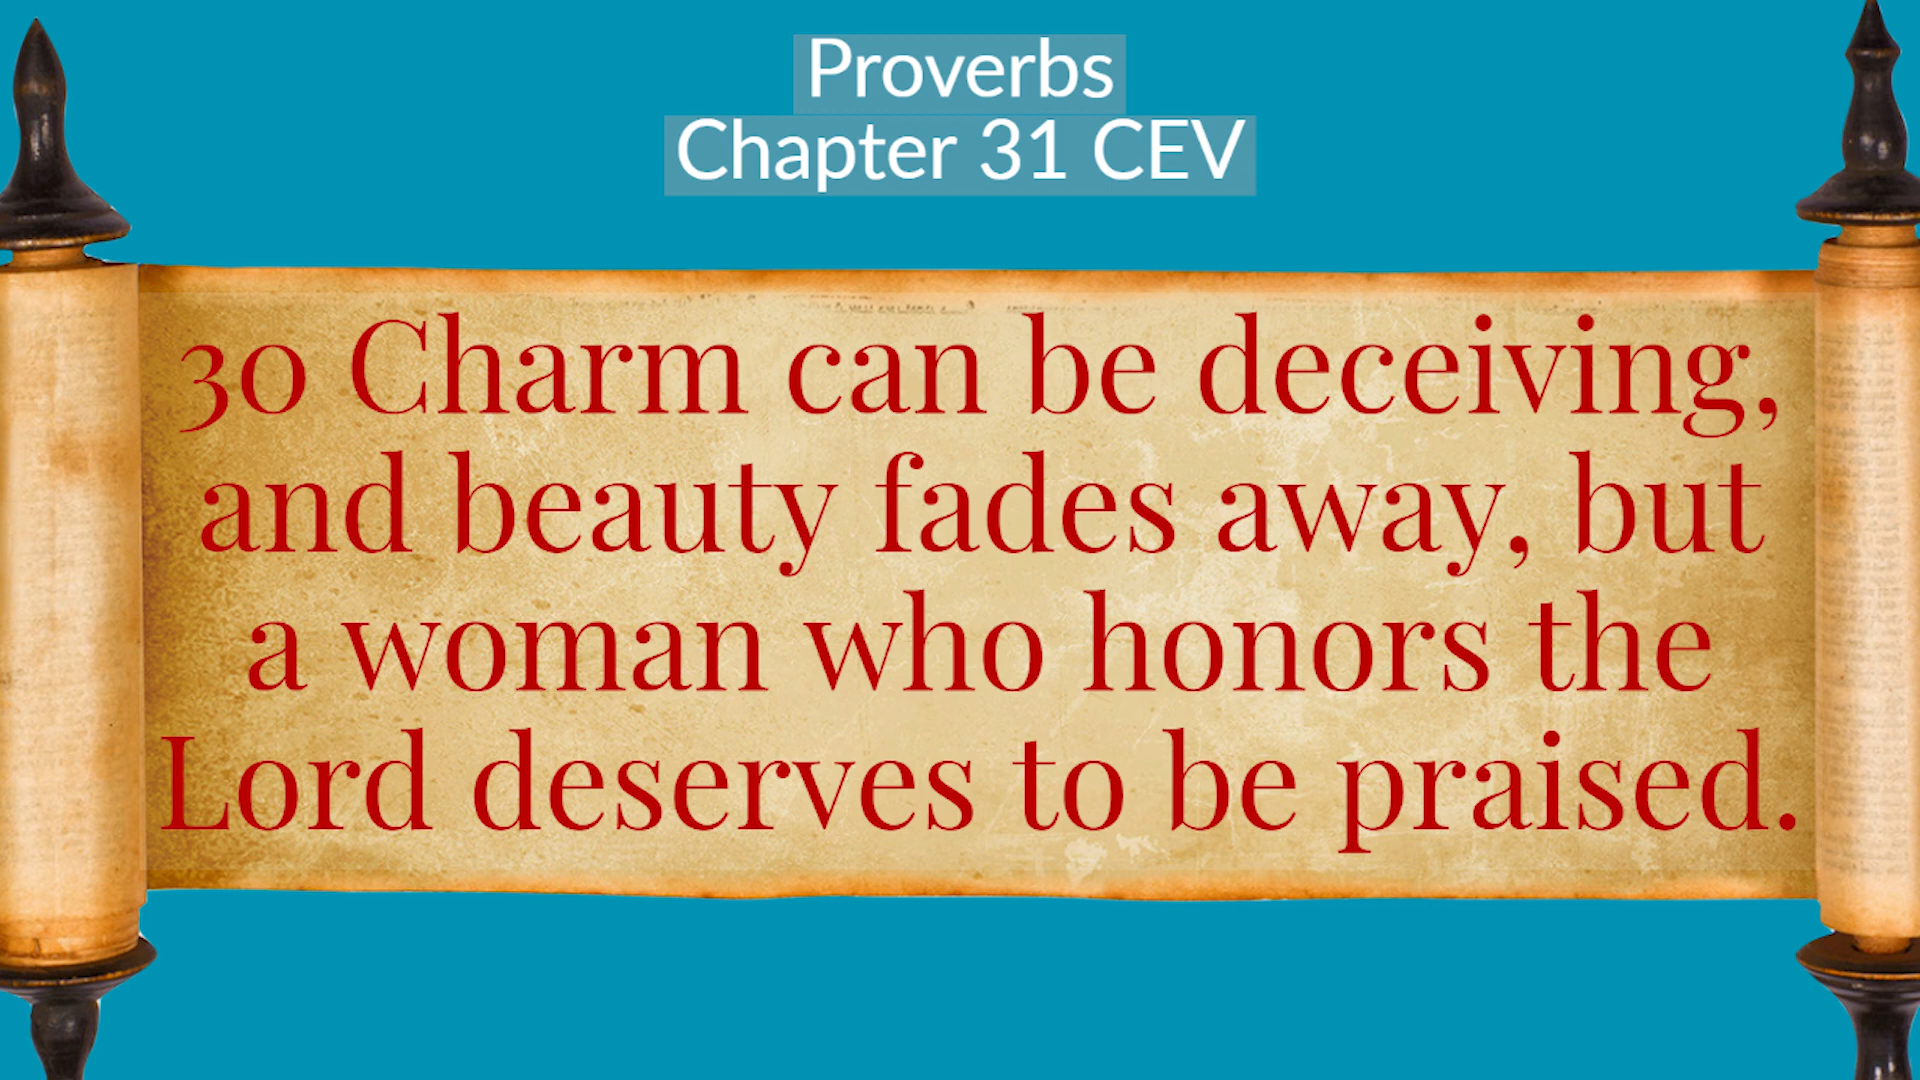 Proverbs
Chapter 31 CEV
30 Charm can be deceiving,
and beauty fades away, but
a woman who honors the
Lord deserves to be praised.